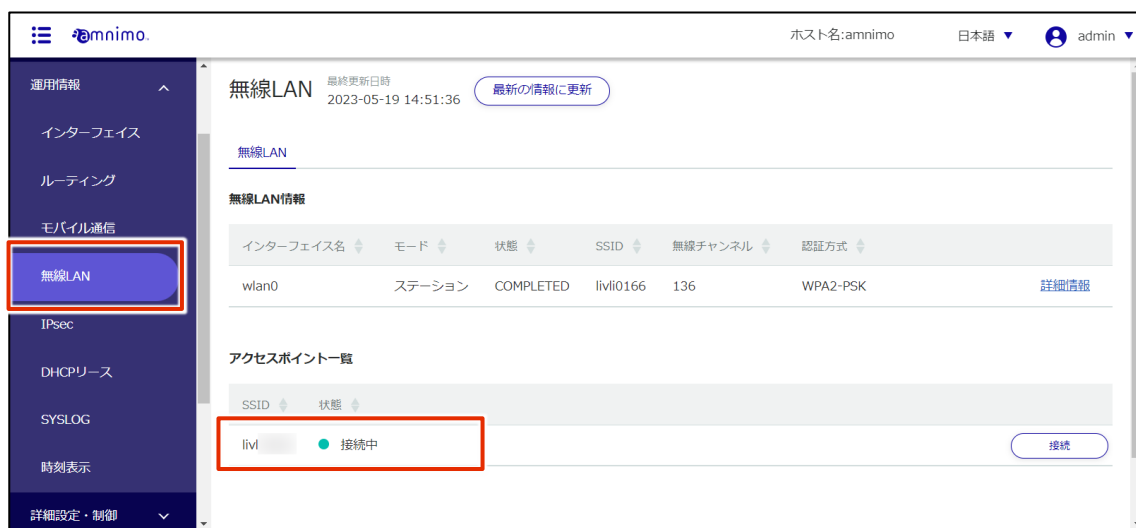 amnimo.
ホスト名:amnimo
日本語 ▼
admin ▼
運用情報
インターフェイス
ルーティング
モバイル通信
無線LAN
IPsec
DHCPリース
SYSLOG
時刻表示
詳細設定・制御
無線LAN
最終更新日時
2023-05-19 14:51:36
最新の情報に更新
無線LAN
無線LAN情報
インターフェイス名 モード 状態 SSID 無線チャンネル 認証方式
wlan0 ステーション COMPLETED livli0166 136 WPA2-PSK 詳細情報
アクセスポイント一覧
SSID 状態
livl 接続中 接続